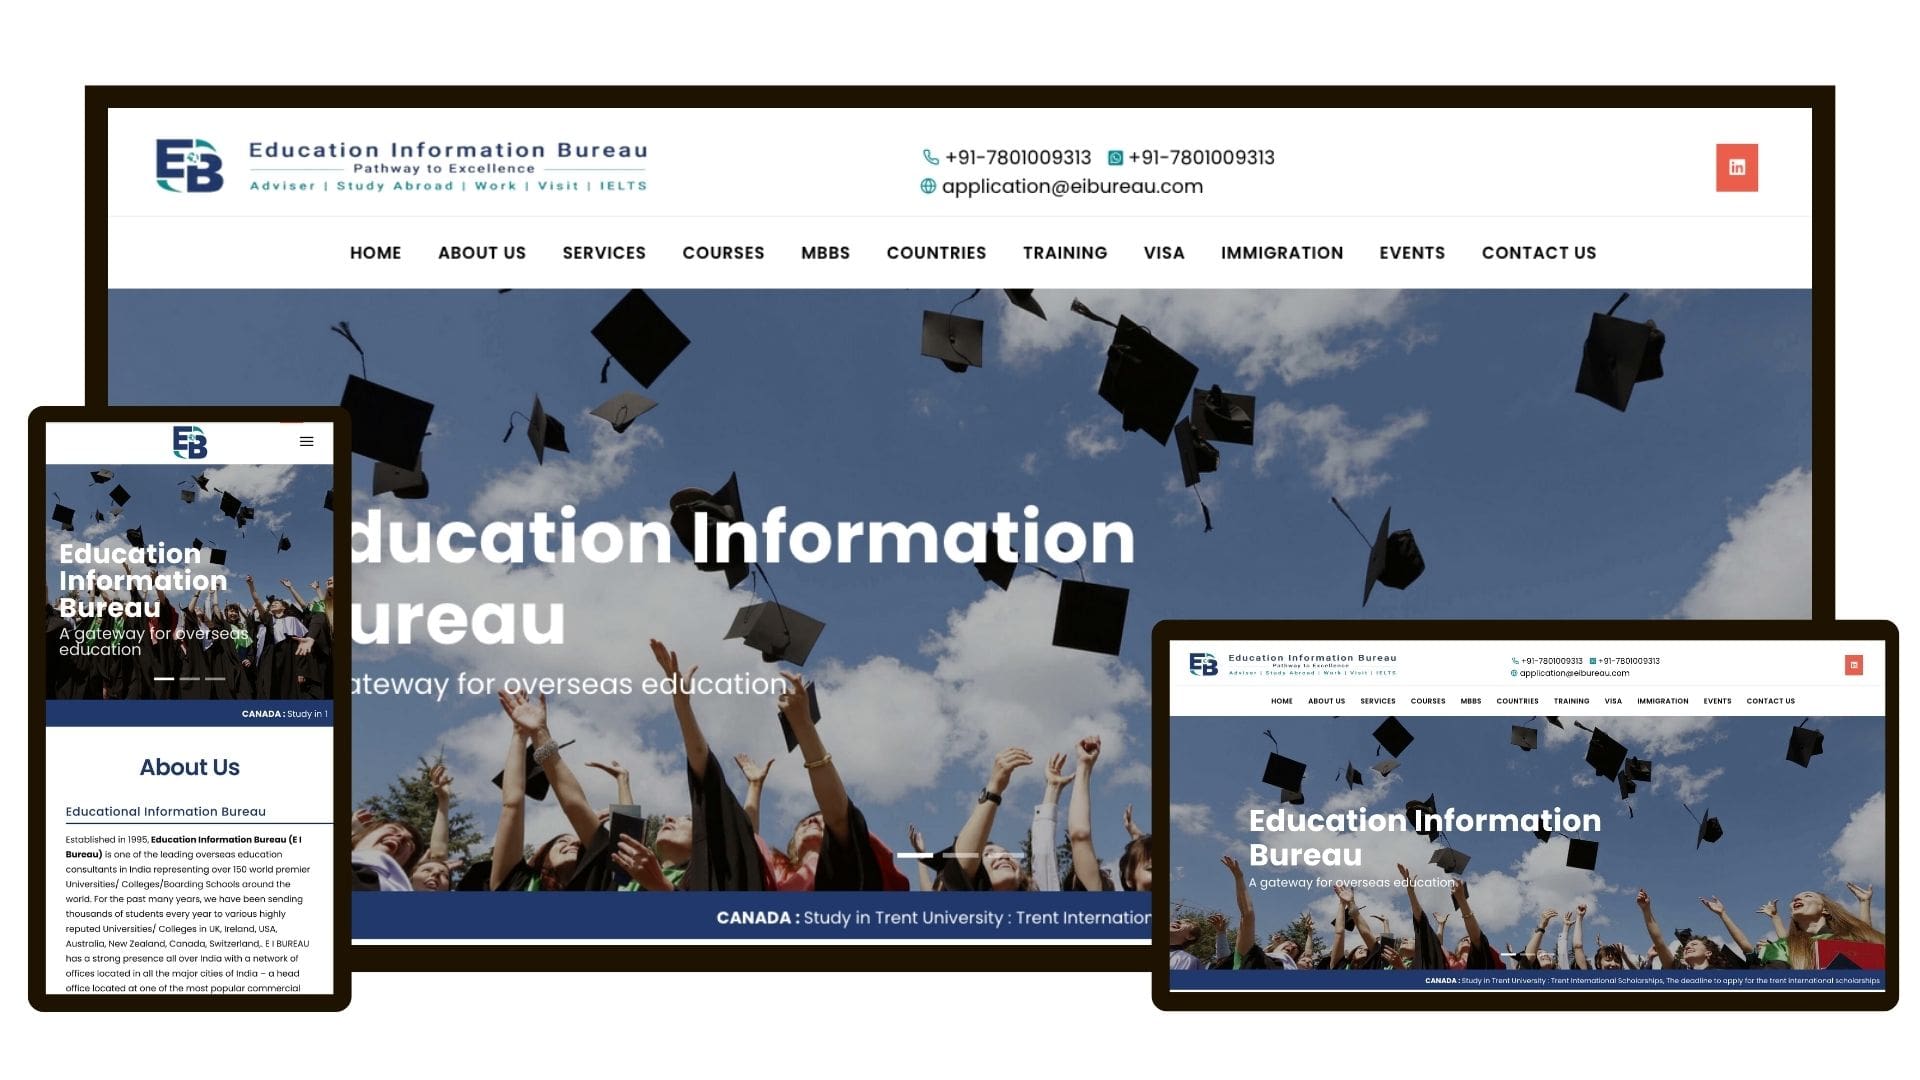 EIB
Education Information Bureau
Pathway to Excellence
Adviser | Study Abroad | Work | Visit | IELTS
+91-7801009313 +91-7801009313
application@eibureau.com
in
HOME ABOUT US SERVICES COURSES MBBS COUNTRIES TRAINING VISA IMMIGRATION EVENTS CONTACT US
ducation Information
ureau
ateway for overseas education
CANADA : Study in Trent University : Trent Internation
EIB
Education
Information
Bureau
A gateway for overseas
education
CANADA : Study in T
About Us
Educational Information Bureau
Established in 1995, Education Information Bureau (E I
Bureau) is one of the leading overseas education
consultants in India representing over 150 world premier
Universities/ Colleges/Boarding Schools around the
world. For the past many years, we have been sending
thousands of students every year to various highly
reputed Universities/ Colleges in UK, Ireland, USA,
Australia, New Zealand, Canada, Switzerland,. E I BUREAU
has a strong presence all over India with a network of
offices located in all the major cities of India – a head
office located at one of the most popular commercial
EIB
Education Information Bureau
Pathway to Excellence
Adviser | Study Abroad | Work | Visit | IELTS
+91-7801009313 +91-7801009313
application@eibureau.com
in
HOME ABOUT US SERVICES COURSES MBBS COUNTRIES TRAINING VISA IMMIGRATION EVENTS CONTACT US
Education Information
Bureau
A gateway for overseas education
CANADA : Study in Trent University : Trent International Scholarships, The deadline to apply for the trent international scholarships